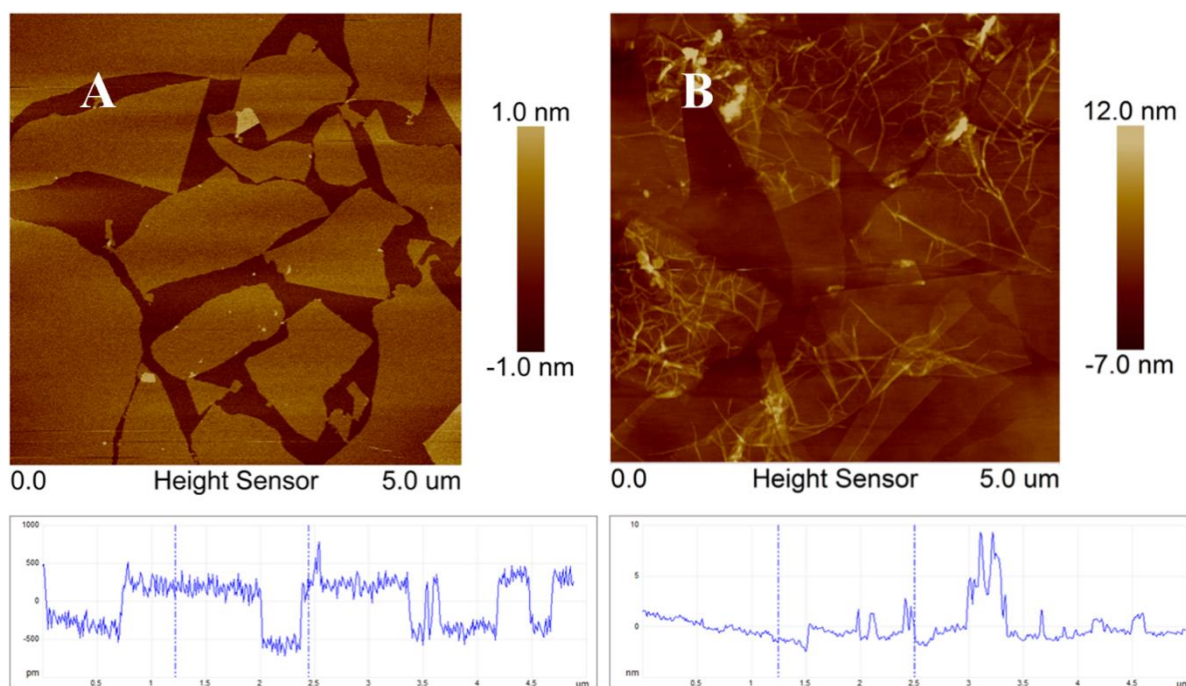 A
B
1.0 nm
-1.0 nm
12.0 nm
-7.0 nm
0.0 Height Sensor 5.0 um
0.0 Height Sensor 5.0 um
1000
500
0
-500
pm
0.5 1 1.5 2 2.5 3 3.5 4 4.5 um
10
5
0
nm
0.5 1 1.5 2 2.5 3 3.5 4 4.5 um